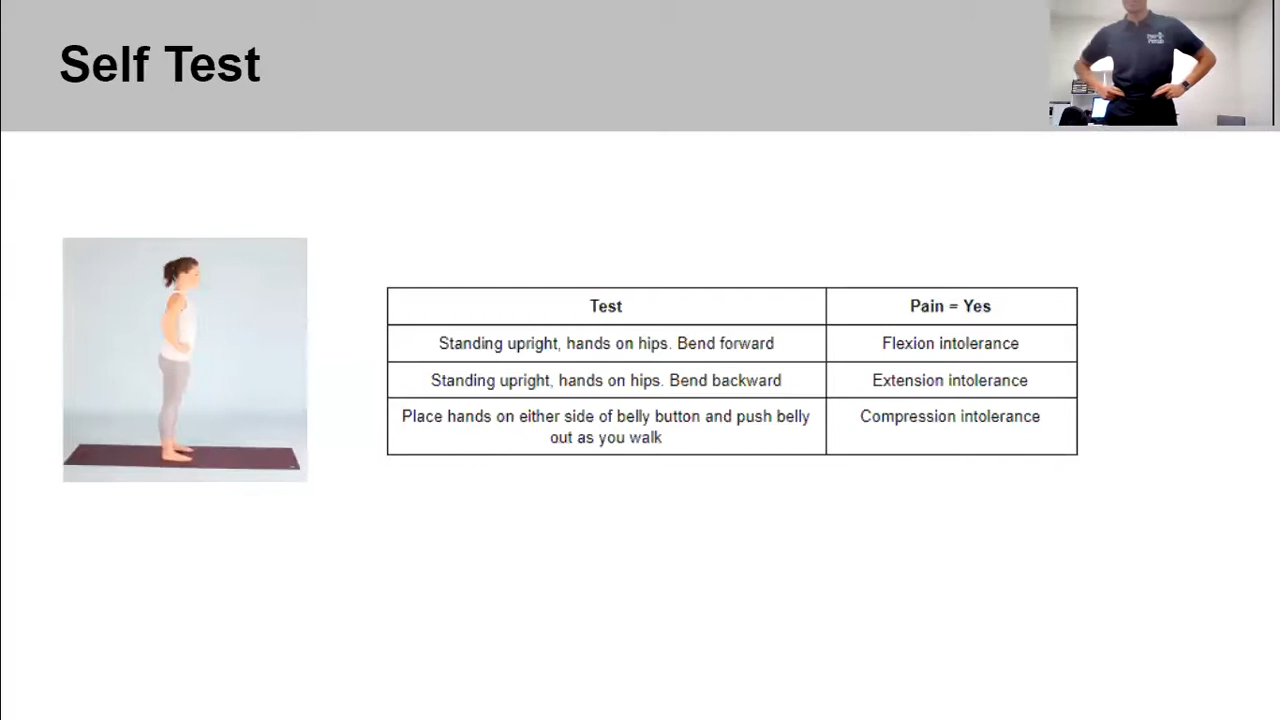 Self Test
Test
Pain = Yes
Standing upright, hands on hips. Bend forward
Flexion intolerance
Standing upright, hands on hips. Bend backward
Extension intolerance
Place hands on either side of belly button and push belly
out as you walk
Compression intolerance